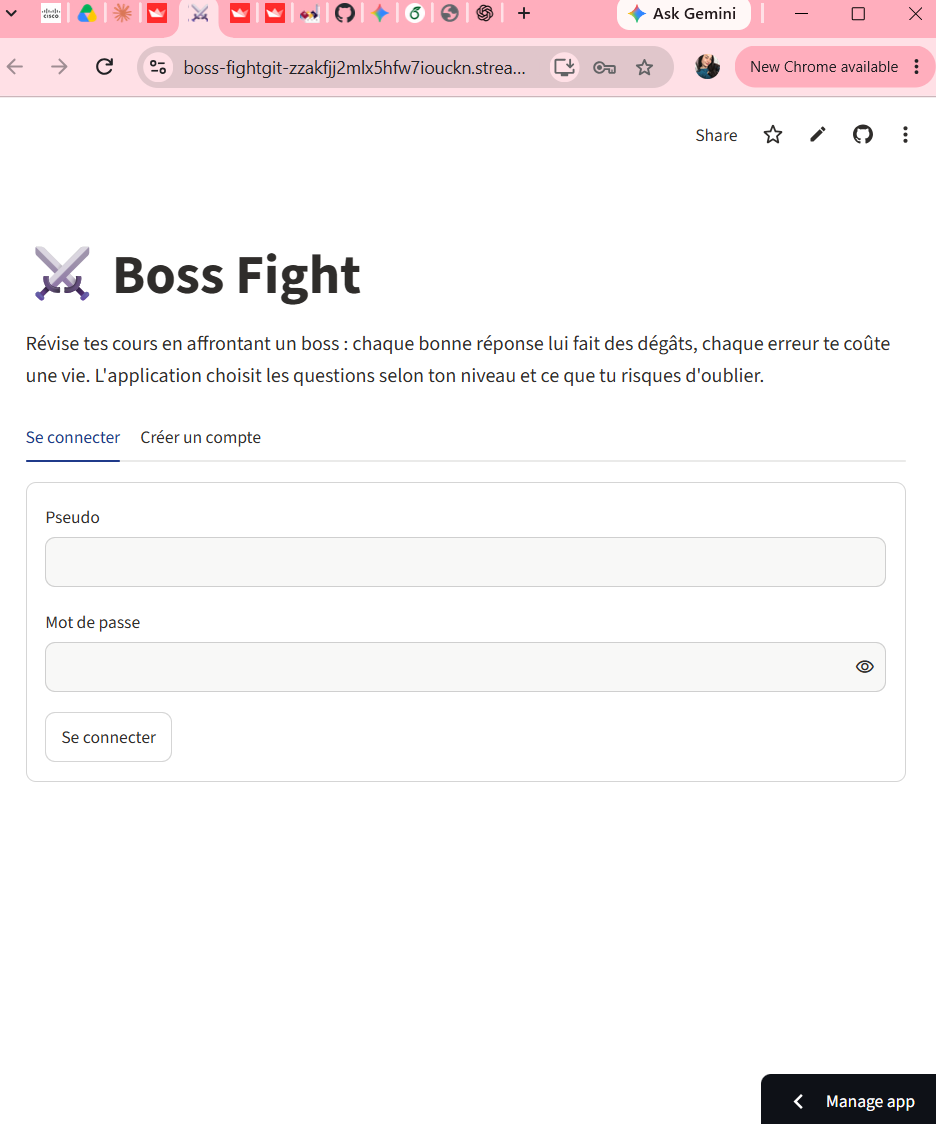 Ask Gemini
boss-fightgit-zzakfjj2mlx5hfw7iouckn.strea...
New Chrome available
Share
Boss Fight
Révise tes cours en affrontant un boss : chaque bonne réponse lui fait des dégâts, chaque erreur te coûte
une vie. L'application choisit les questions selon ton niveau et ce que tu risques d'oublier.
Se connecter
Créer un compte
Pseudo
Mot de passe
Se connecter
Manage app